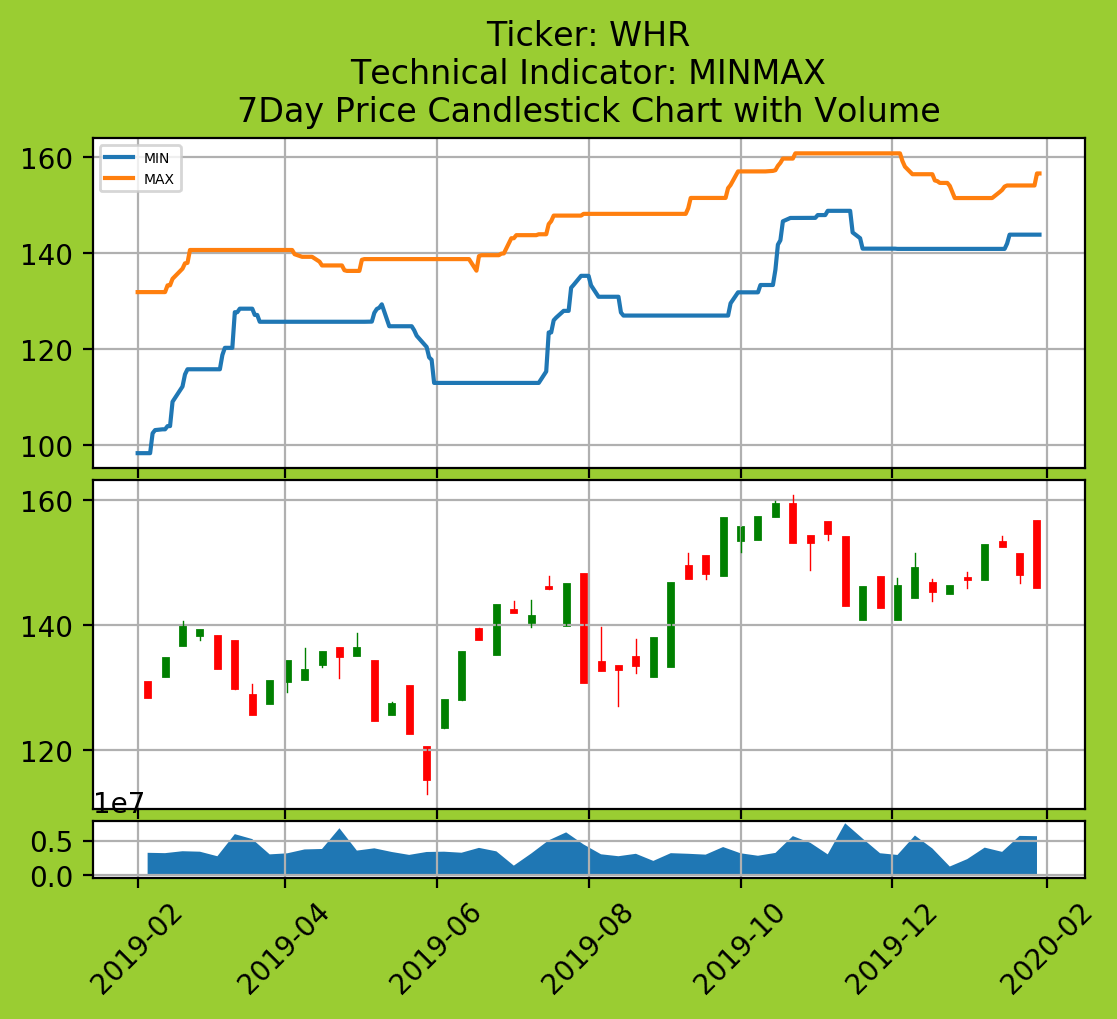 Ticker: WHR
Technical Indicator: MINMAX
7Day Price Candlestick Chart with Volume
160
140
120
100
MIN
MAX
160
140
120
1e7
0.5
0.0
2019-02
2019-04
2019-06
2019-08
2019-10
2019-12
2020-02